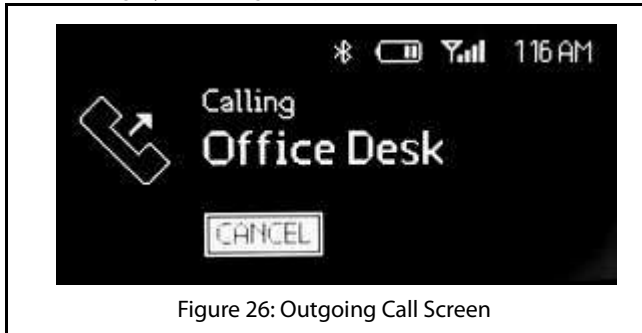 116 AM
Calling
Office Desk
CANCEL
Figure 26: Outgoing Call Screen